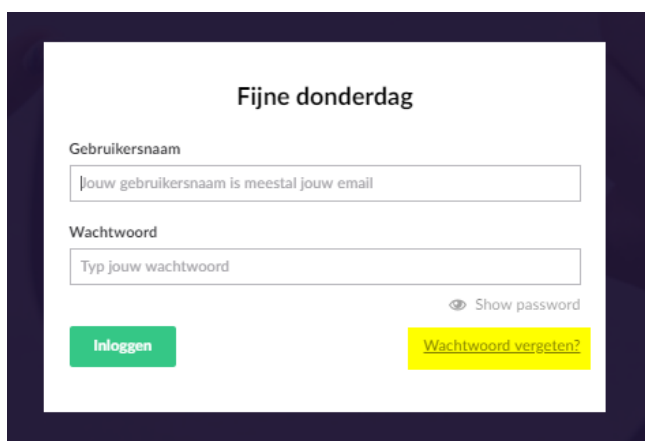 Fijne donderdag
Gebruikersnaam
Jouw gebruikersnaam is meestal jouw email
Wachtwoord
Typ jouw wachtwoord
Show password
Inloggen
Wachtwoord vergeten?